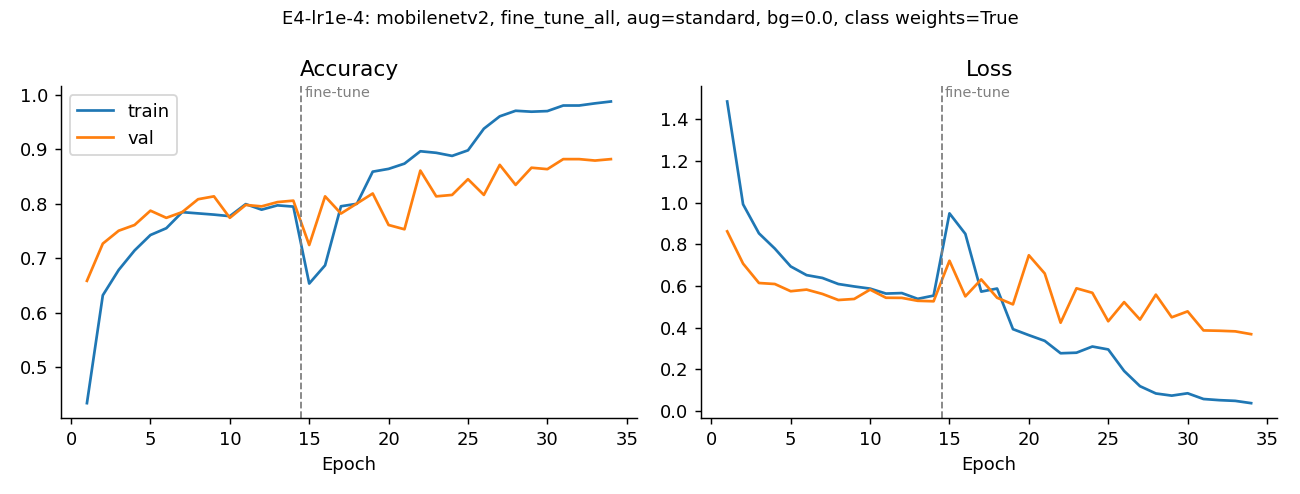 E4-lr1e-4: mobilenetv2, fine_tune_all, aug=standard, bg=0.0, class weights=True
Accuracy
Loss
fine-tune
fine-tune
train
val
1.0
0.9
0.8
0.7
0.6
0.5
0 5 10 15 20 25 30 35
Epoch
1.4
1.2
1.0
0.8
0.6
0.4
0.2
0.0
0 5 10 15 20 25 30 35
Epoch